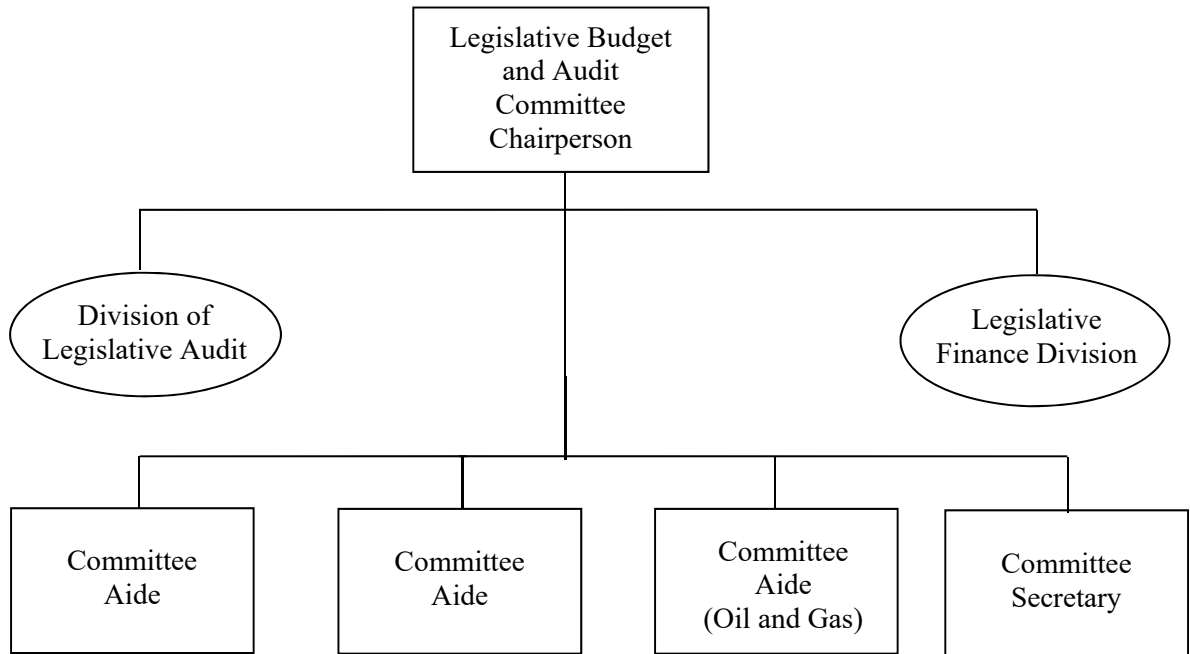 Legislative Budget
and Audit
Committee
Chairperson
Division of
Legislative Audit
Legislative
Finance Division
Committee
Aide
Committee
Aide
Committee
Aide
(Oil and Gas)
Committee
Secretary